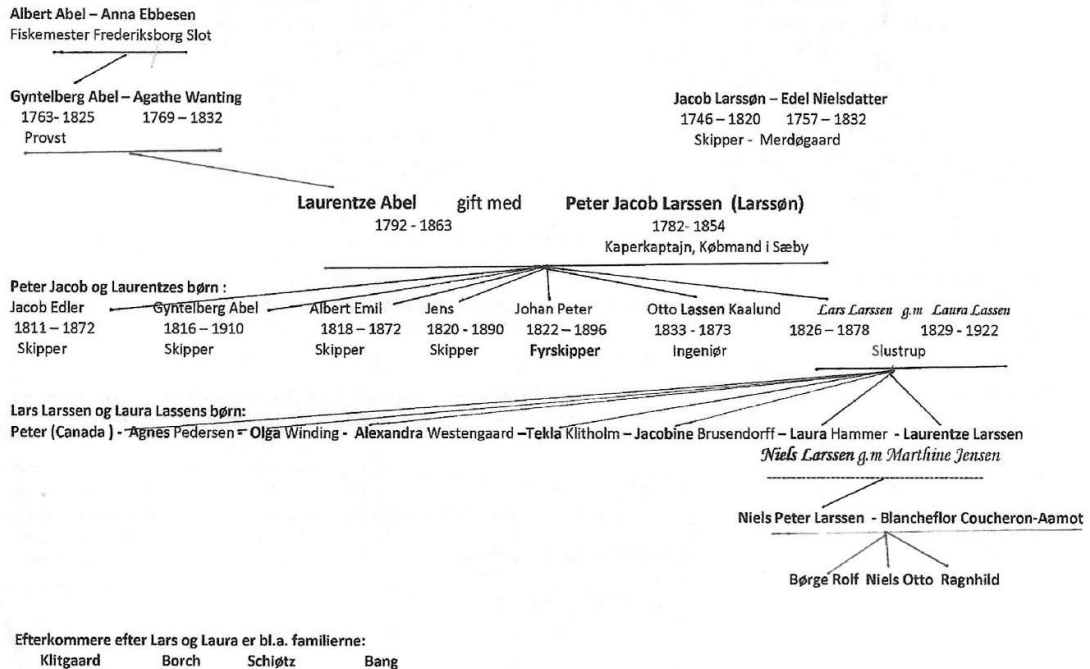 Albert Abel – Anna Ebbesen
Fiskemester Frederiksborg Slot
Gyntelberg Abel – Agathe Wanting
1763- 1825 1769 – 1832
Provst
Jacob Larssøn – Edel Nielsdatter
1746 – 1820 1757 – 1832
Skipper - Merdøgaard
Laurentze Abel gift med Peter Jacob Larssen (Larssøn)
1792 - 1863 1782- 1854
Kaperkaptajn, Købmand i Sæby
Peter Jacob og Laurentzes børn :
Jacob Edler Gyntelberg Abel Albert Emil Jens Johan Peter Otto Lassen Kaalund Lars Larssen g.m Laura Lassen
1811 – 1872 1816 – 1910 1818 – 1872 1820 - 1890 1822 – 1896 1833 - 1873 1826 – 1878 1829 - 1922
Skipper Skipper Skipper Skipper Fyrskipper Ingeniør Slustrup
Lars Larssen og Laura Lassens børn:
Peter (Canada ) - Agnes Pedersen – Olga Winding - Alexandra Westengaard –Tekla Klitholm – Jacobine Brusendorff – Laura Hammer - Laurentze Larssen
Niels Larssen g.m Marthine Jensen
Niels Peter Larssen - Blancheflor Coucheron-Aamot
Børge Rolf Niels Otto Ragnhild
Efterkommere efter Lars og Laura er bl.a. familierne:
Klitgaard Borch Schiøtz Bang